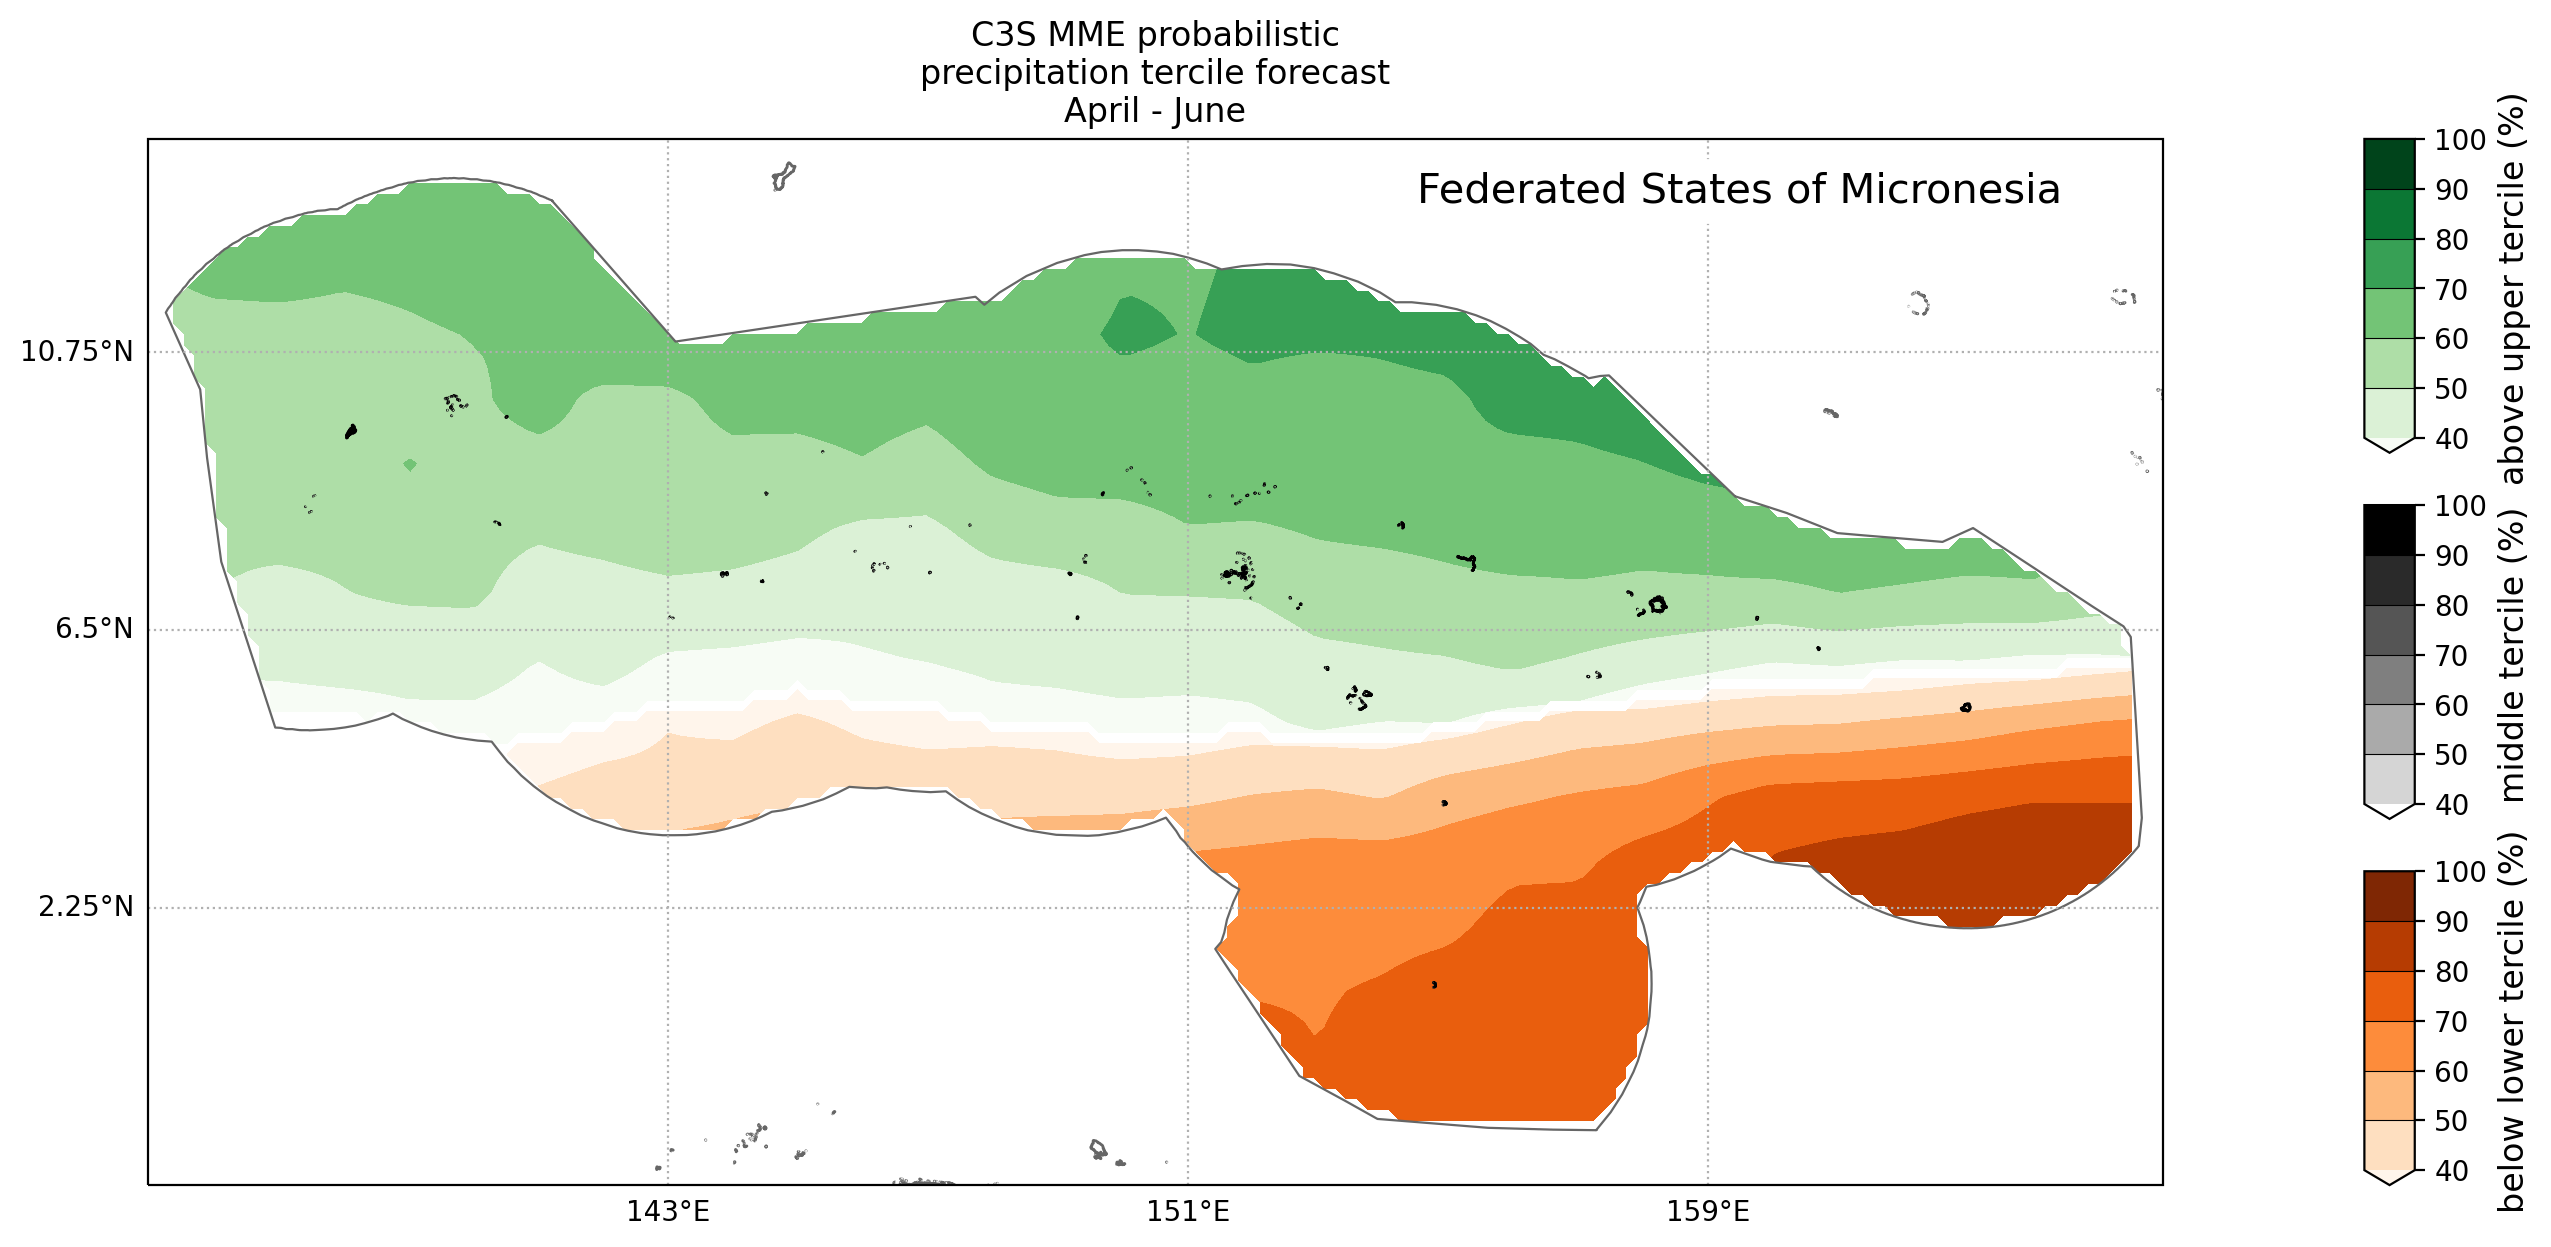 C3S MME probabilistic
precipitation tercile forecast
April - June
Federated States of Micronesia
10.75°N
6.5°N
2.25°N
143°E
151°E
159°E
100
90
80
70
60
50
40
above upper tercile (%)
100
90
80
70
60
50
40
middle tercile (%)
100
90
80
70
60
50
40
below lower tercile (%)